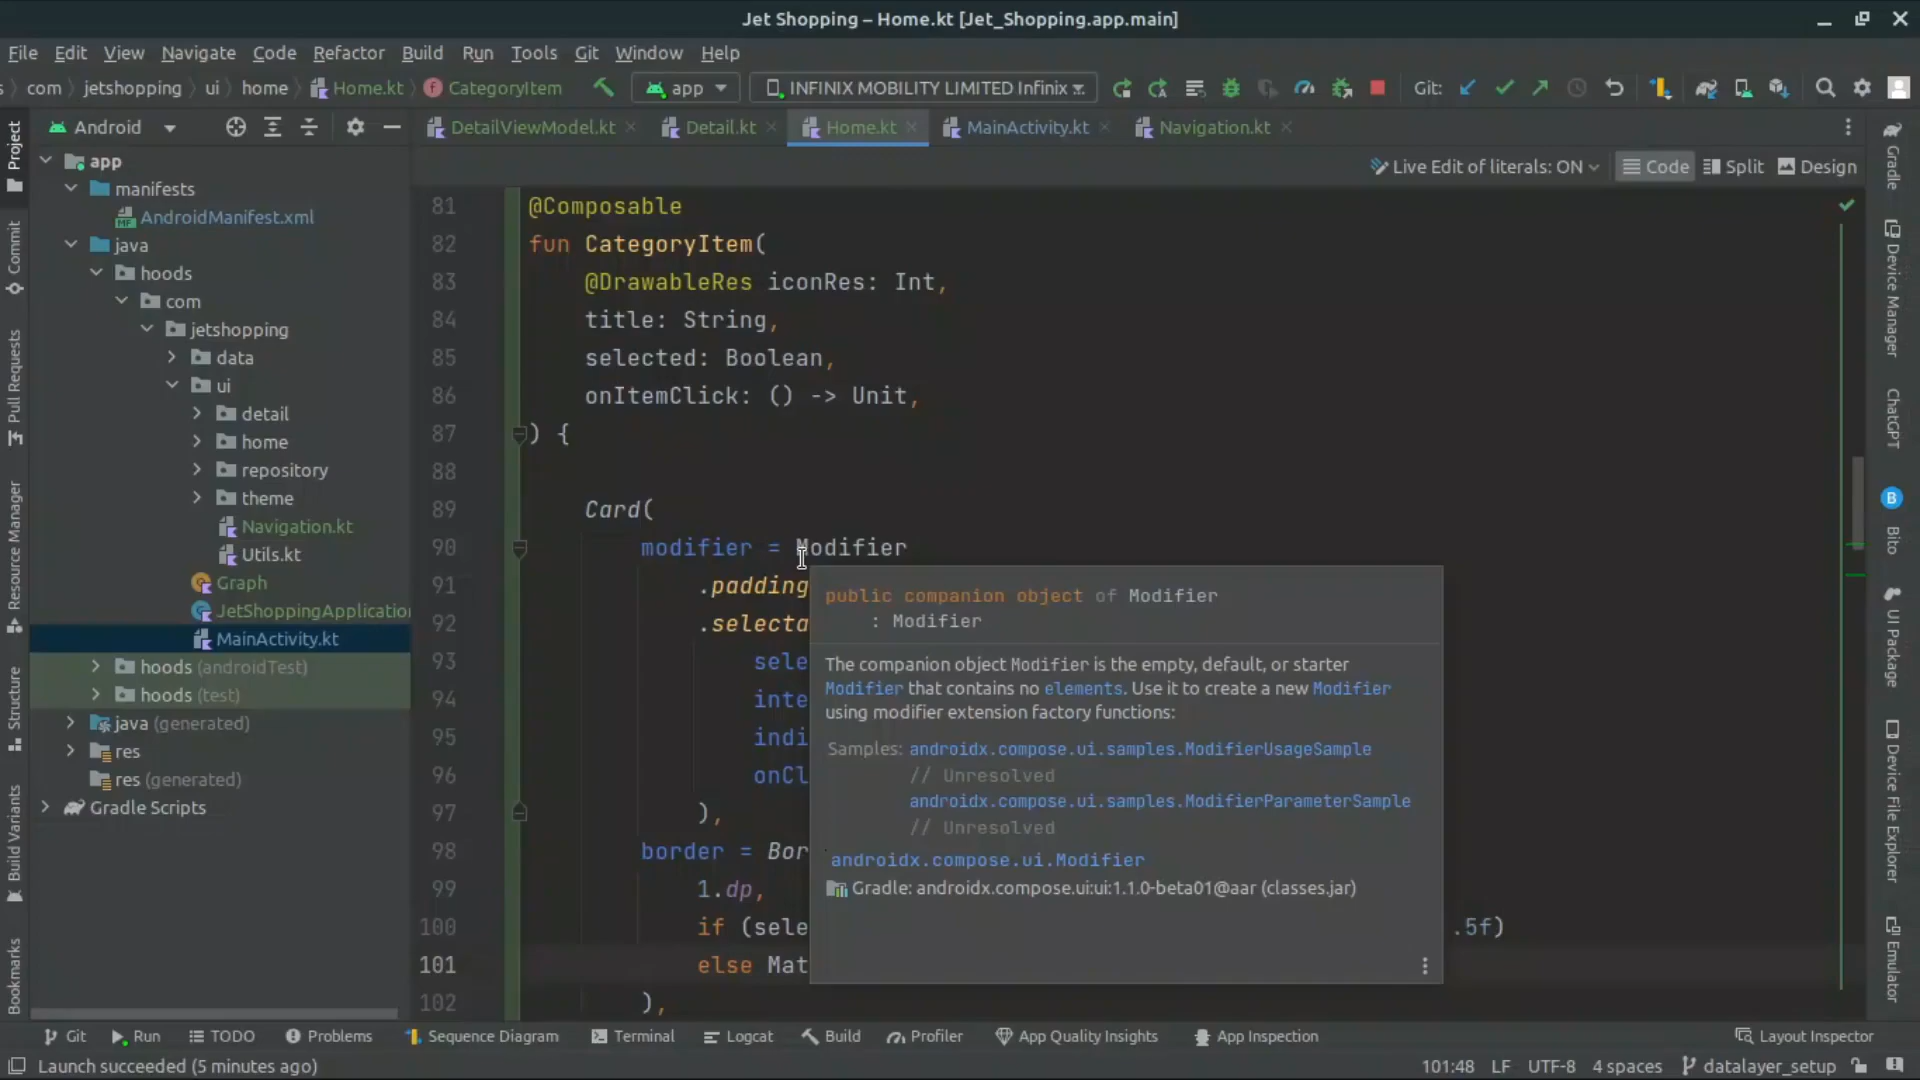 Jet Shopping – Home.kt [Jet_Shopping.app.main]
File Edit View Navigate Code Refactor Build Run Tools Git Window Help
com jetshopping ui home Home.kt CategoryItem app INFINIX MOBILITY LIMITED Infinix Git:
Android DetailViewModel.kt Detail.kt Home.kt MainActivity.kt Navigation.kt
Live Edit of literals: ON Code Split Design
Project
Commit
Pull Requests
Resource Manager
Structure
Build Variants
Bookmarks
app
manifests
AndroidManifest.xml
java
hoods
com
jetshopping
data
ui
detail
home
repository
theme
Navigation.kt
Utils.kt
Graph
JetShoppingApplication
MainActivity.kt
hoods (androidTest)
hoods (test)
java (generated)
res
res (generated)
Gradle Scripts
81 @Composable
82 fun CategoryItem(
83 @DrawableRes iconRes: Int,
84 title: String,
85 selected: Boolean,
86 onItemClick: () -> Unit,
87 ) {
88
89 Card(
90 modifier = Modifier
91 .padding
92 .selecta
93 sele
94 inte
95 indi
96 onCl
97 ),
98 border = Bor
99 1.dp,
100 if (sele .5f)
101 else Mat
102 ),
public companion object of Modifier
: Modifier
The companion object Modifier is the empty, default, or starter
Modifier that contains no elements. Use it to create a new Modifier
using modifier extension factory functions:
Samples: androidx.compose.ui.samples.ModifierUsageSample
// Unresolved
androidx.compose.ui.samples.ModifierParameterSample
// Unresolved
androidx.compose.ui.Modifier
Gradle: androidx.compose.ui:ui:1.1.0-beta01@aar (classes.jar)
Gradle
Device Manager
ChatGPT
B
Bito
UI Package
Device File Explorer
Emulator
Git Run TODO Problems Sequence Diagram Terminal Logcat Build Profiler App Quality Insights App Inspection Layout Inspector
Launch succeeded (5 minutes ago) 101:48 LF UTF-8 4 spaces datalayer_setup